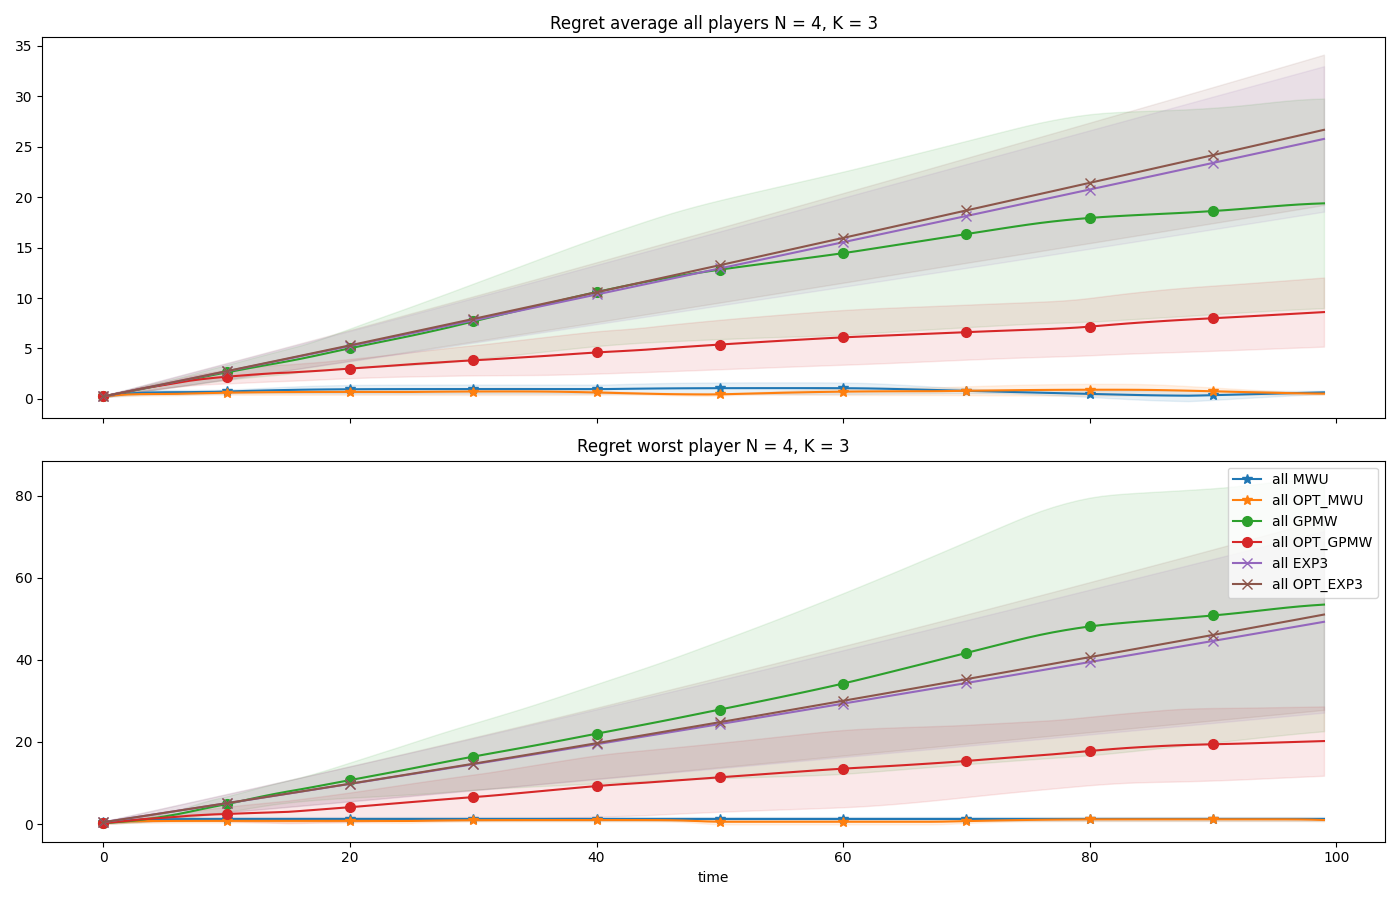 Regret average all players N = 4, K = 3
35
30
25
20
15
10
5
0
Regret worst player N = 4, K = 3
80
60
40
20
0
all MWU
all OPT_MWU
all GPMW
all OPT_GPMW
all EXP3
all OPT_EXP3
0 20 40 60 80 100
time